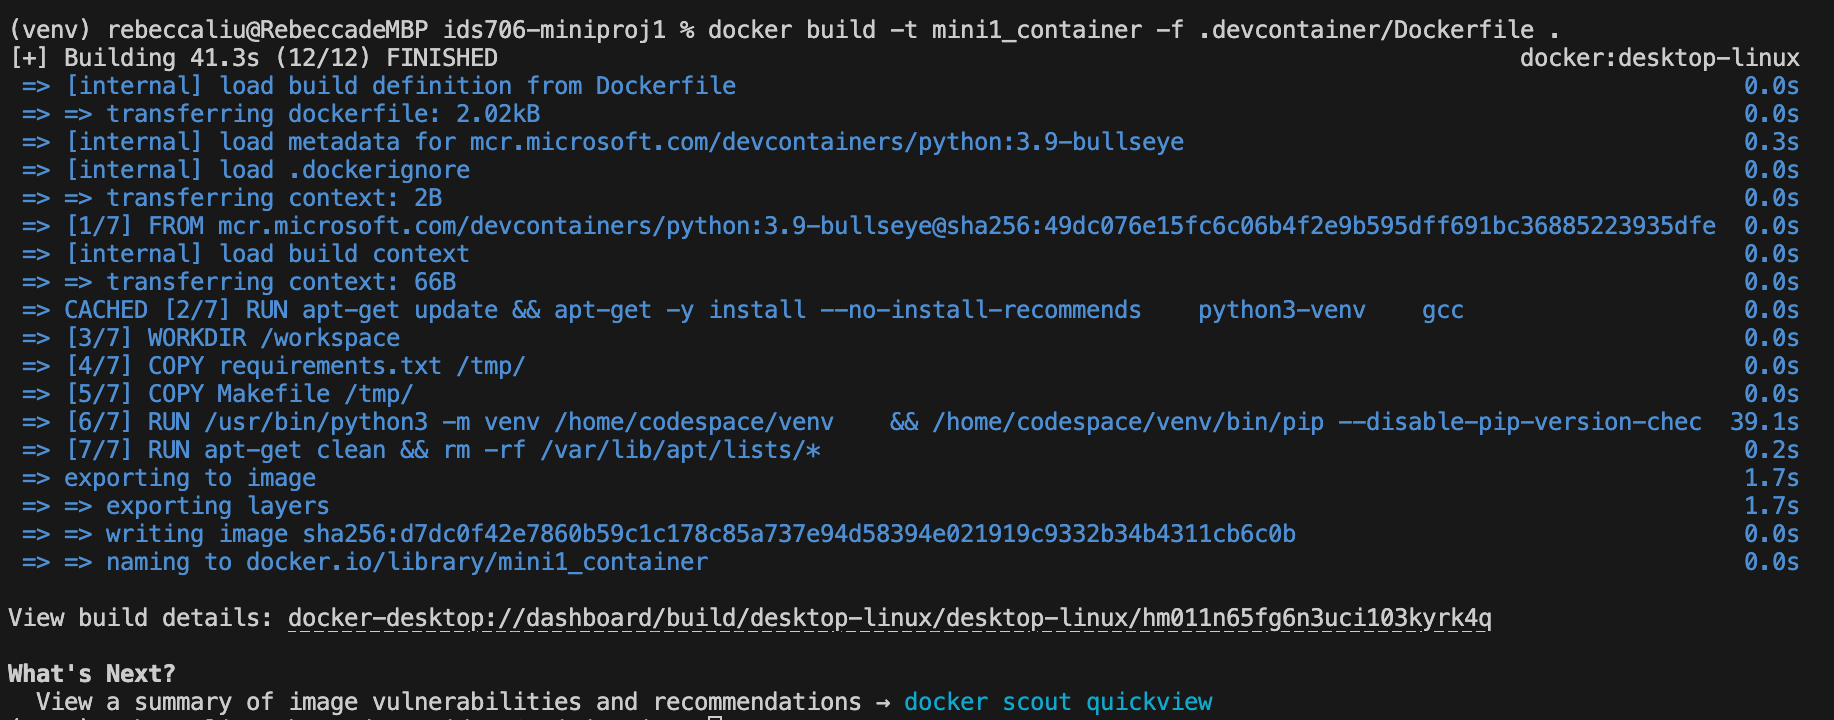 (venv) rebeccaliu@RebeccadeMBP ids706-miniproj1 % docker build -t mini1_container -f .devcontainer/Dockerfile .
[+] Building 41.3s (12/12) FINISHED docker:desktop-linux
=> [internal] load build definition from Dockerfile 0.0s
=> => transferring dockerfile: 2.02kB 0.0s
=> [internal] load metadata for mcr.microsoft.com/devcontainers/python:3.9-bullseye 0.3s
=> [internal] load .dockerignore 0.0s
=> => transferring context: 2B 0.0s
=> [1/7] FROM mcr.microsoft.com/devcontainers/python:3.9-bullseye@sha256:49dc076e15fc6c06b4f2e9b595dff691bc36885223935dfe 0.0s
=> [internal] load build context 0.0s
=> => transferring context: 66B 0.0s
=> CACHED [2/7] RUN apt-get update && apt-get -y install --no-install-recommends python3-venv gcc 0.0s
=> [3/7] WORKDIR /workspace 0.0s
=> [4/7] COPY requirements.txt /tmp/ 0.0s
=> [5/7] COPY Makefile /tmp/ 0.0s
=> [6/7] RUN /usr/bin/python3 -m venv /home/codespace/venv && /home/codespace/venv/bin/pip --disable-pip-version-chec 39.1s
=> [7/7] RUN apt-get clean && rm -rf /var/lib/apt/lists/* 0.2s
=> exporting to image 1.7s
=> => exporting layers 1.7s
=> => writing image sha256:d7dc0f42e7860b59c1c178c85a737e94d58394e021919c9332b34b4311cb6c0b 0.0s
=> => naming to docker.io/library/mini1_container 0.0s
View build details: docker-desktop://dashboard/build/desktop-linux/desktop-linux/hm011n65fg6n3uci103kyrk4q
What's Next?
View a summary of image vulnerabilities and recommendations → docker scout quickview